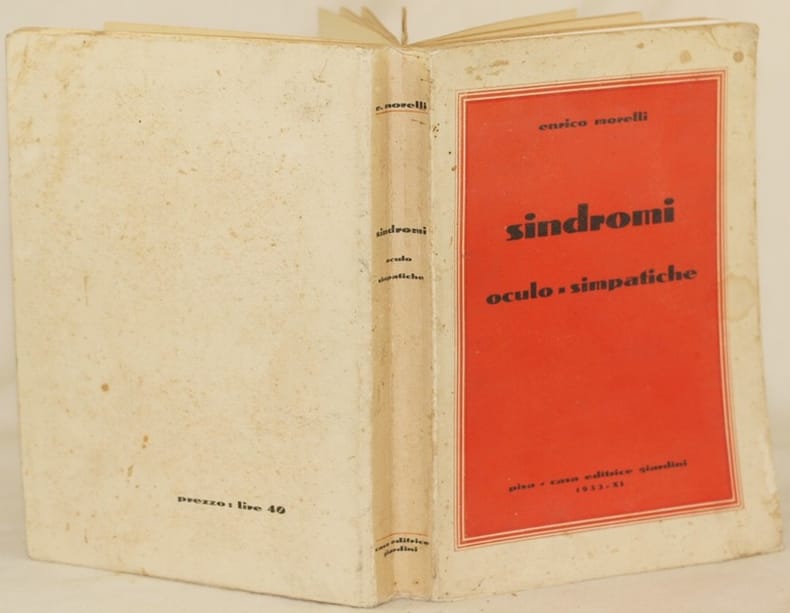 prezzo: lire 40
e. morelli
sindromi
oculo
simpatiche
casa editrice
giardini
enrico morelli
sindromi
oculo - simpatiche
pisa - casa editrice giardini
1933-XI